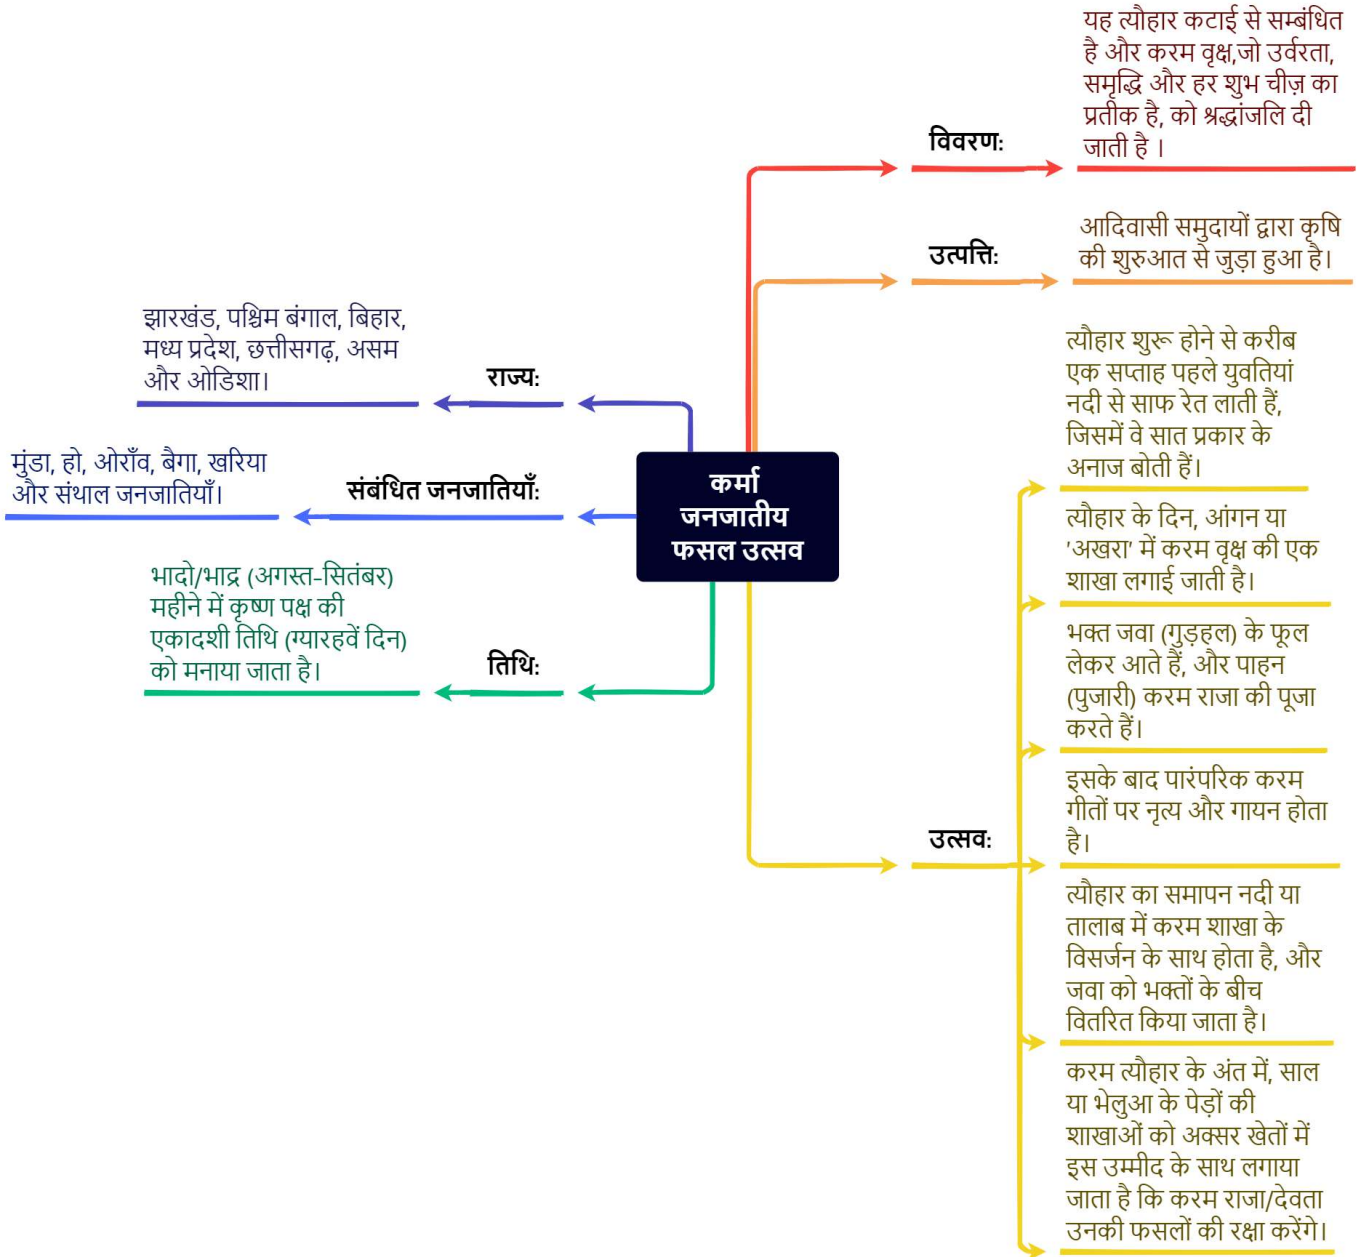 कर्मा
जनजातीय
फसल उत्सव
विवरण:
यह त्यौहार कटाई से सम्बंधित
है और करम वृक्ष,जो उर्वरता,
समृद्धि और हर शुभ चीज़ का
प्रतीक है, को श्रद्धांजलि दी
जाती है ।
उत्पत्ति:
आदिवासी समुदायों द्वारा कृषि
की शुरुआत से जुड़ा हुआ है।
उत्सव:
त्यौहार शुरू होने से करीब
एक सप्ताह पहले युवतियां
नदी से साफ रेत लाती हैं,
जिसमें वे सात प्रकार के
अनाज बोती हैं।
त्यौहार के दिन, आंगन या
'अखरा' में करम वृक्ष की एक
शाखा लगाई जाती है।
भक्त जवा (गुड़हल) के फूल
लेकर आते हैं, और पाहन
(पुजारी) करम राजा की पूजा
करते हैं।
इसके बाद पारंपरिक करम
गीतों पर नृत्य और गायन होता
है।
त्यौहार का समापन नदी या
तालाब में करम शाखा के
विसर्जन के साथ होता है, और
जवा को भक्तों के बीच
वितरित किया जाता है।
करम त्यौहार के अंत में, साल
या भेलुआ के पेड़ों की
शाखाओं को अक्सर खेतों में
इस उम्मीद के साथ लगाया
जाता है कि करम राजा/देवता
उनकी फसलों की रक्षा करेंगे।
राज्य:
झारखंड, पश्चिम बंगाल, बिहार,
मध्य प्रदेश, छत्तीसगढ़, असम
और ओडिशा।
संबंधित जनजातियाँ:
मुंडा, हो, ओराँव, बैगा, खरिया
और संथाल जनजातियाँ।
तिथि:
भादो/भाद्र (अगस्त-सितंबर)
महीने में कृष्ण पक्ष की
एकादशी तिथि (ग्यारहवें दिन)
को मनाया जाता है।